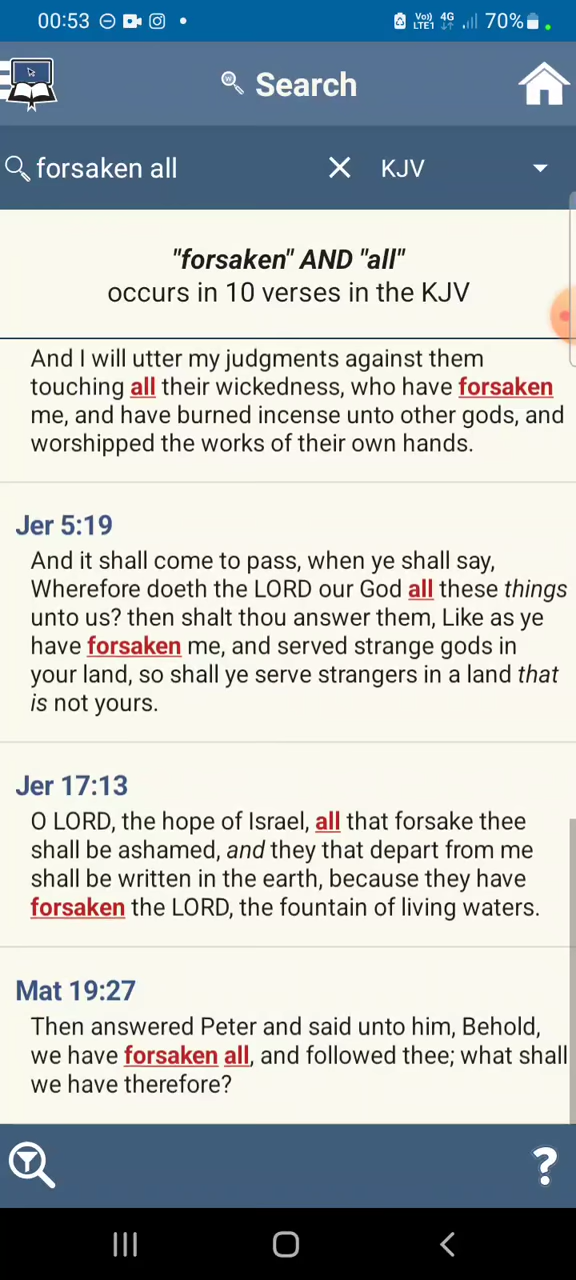 00:53 Vo)) LTE1 4G 70%
Search
forsaken all KJV
"forsaken" AND "all"
occurs in 10 verses in the KJV
And I will utter my judgments against them
touching all their wickedness, who have forsaken
me, and have burned incense unto other gods, and
worshipped the works of their own hands.
Jer 5:19
And it shall come to pass, when ye shall say,
Wherefore doeth the LORD our God all these things
unto us? then shalt thou answer them, Like as ye
have forsaken me, and served strange gods in
your land, so shall ye serve strangers in a land that
is not yours.
Jer 17:13
O LORD, the hope of Israel, all that forsake thee
shall be ashamed, and they that depart from me
shall be written in the earth, because they have
forsaken the LORD, the fountain of living waters.
Mat 19:27
Then answered Peter and said unto him, Behold,
we have forsaken all, and followed thee; what shall
we have therefore?
?